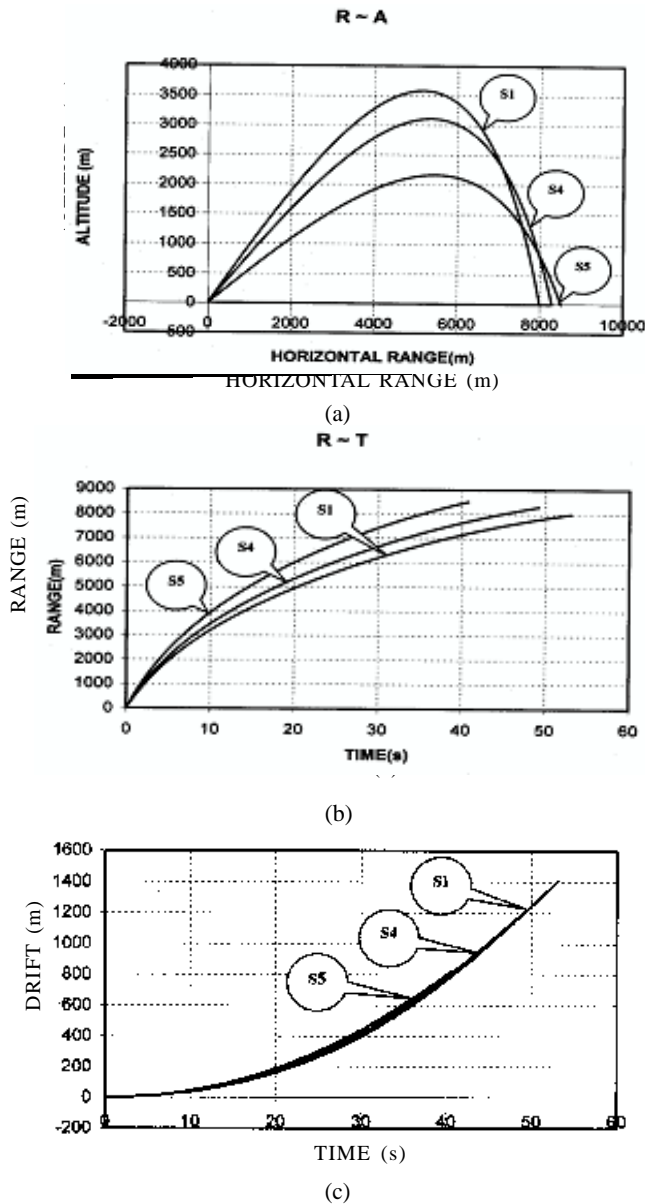 R ~ A
4000
3500
3000
2500
2000
1500
1000
500
0
500
ALTITUDE (m)
S1
S4
S5
-2000 0 2000 4000 6000 8000 10000
HORIZONTAL RANGE(m)
HORIZONTAL RANGE (m)
(a)
R ~ T
9000
8000
7000
6000
5000
4000
3000
2000
1000
0
RANGE (m)
RANGE(m)
S1
S4
S5
0 10 20 30 40 50 60
TIME(s)
(b)
1600
1400
1200
1000
800
600
400
200
0
-200
DRIFT (m)
S1
S4
S5
0 10 20 30 40 50 60
TIME (s)
(c)